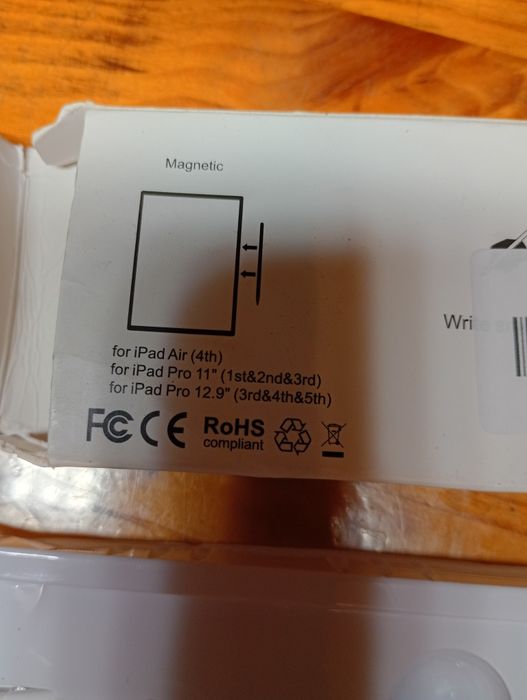 Magnetic
for iPad Air (4th)
for iPad Pro 11" (1st&2nd&3rd)
for iPad Pro 12.9" (3rd&4th&5th)
FC CE RoHS
compliant
Write